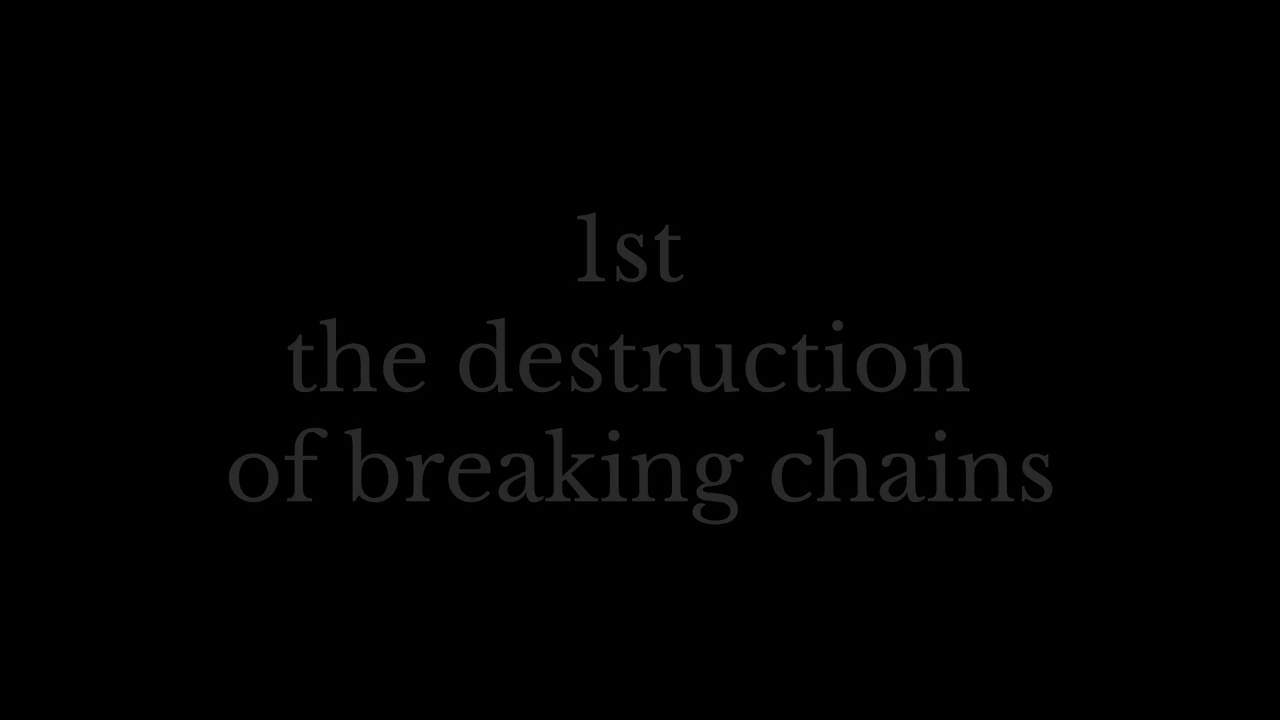 1st
the destruction
of breaking chains